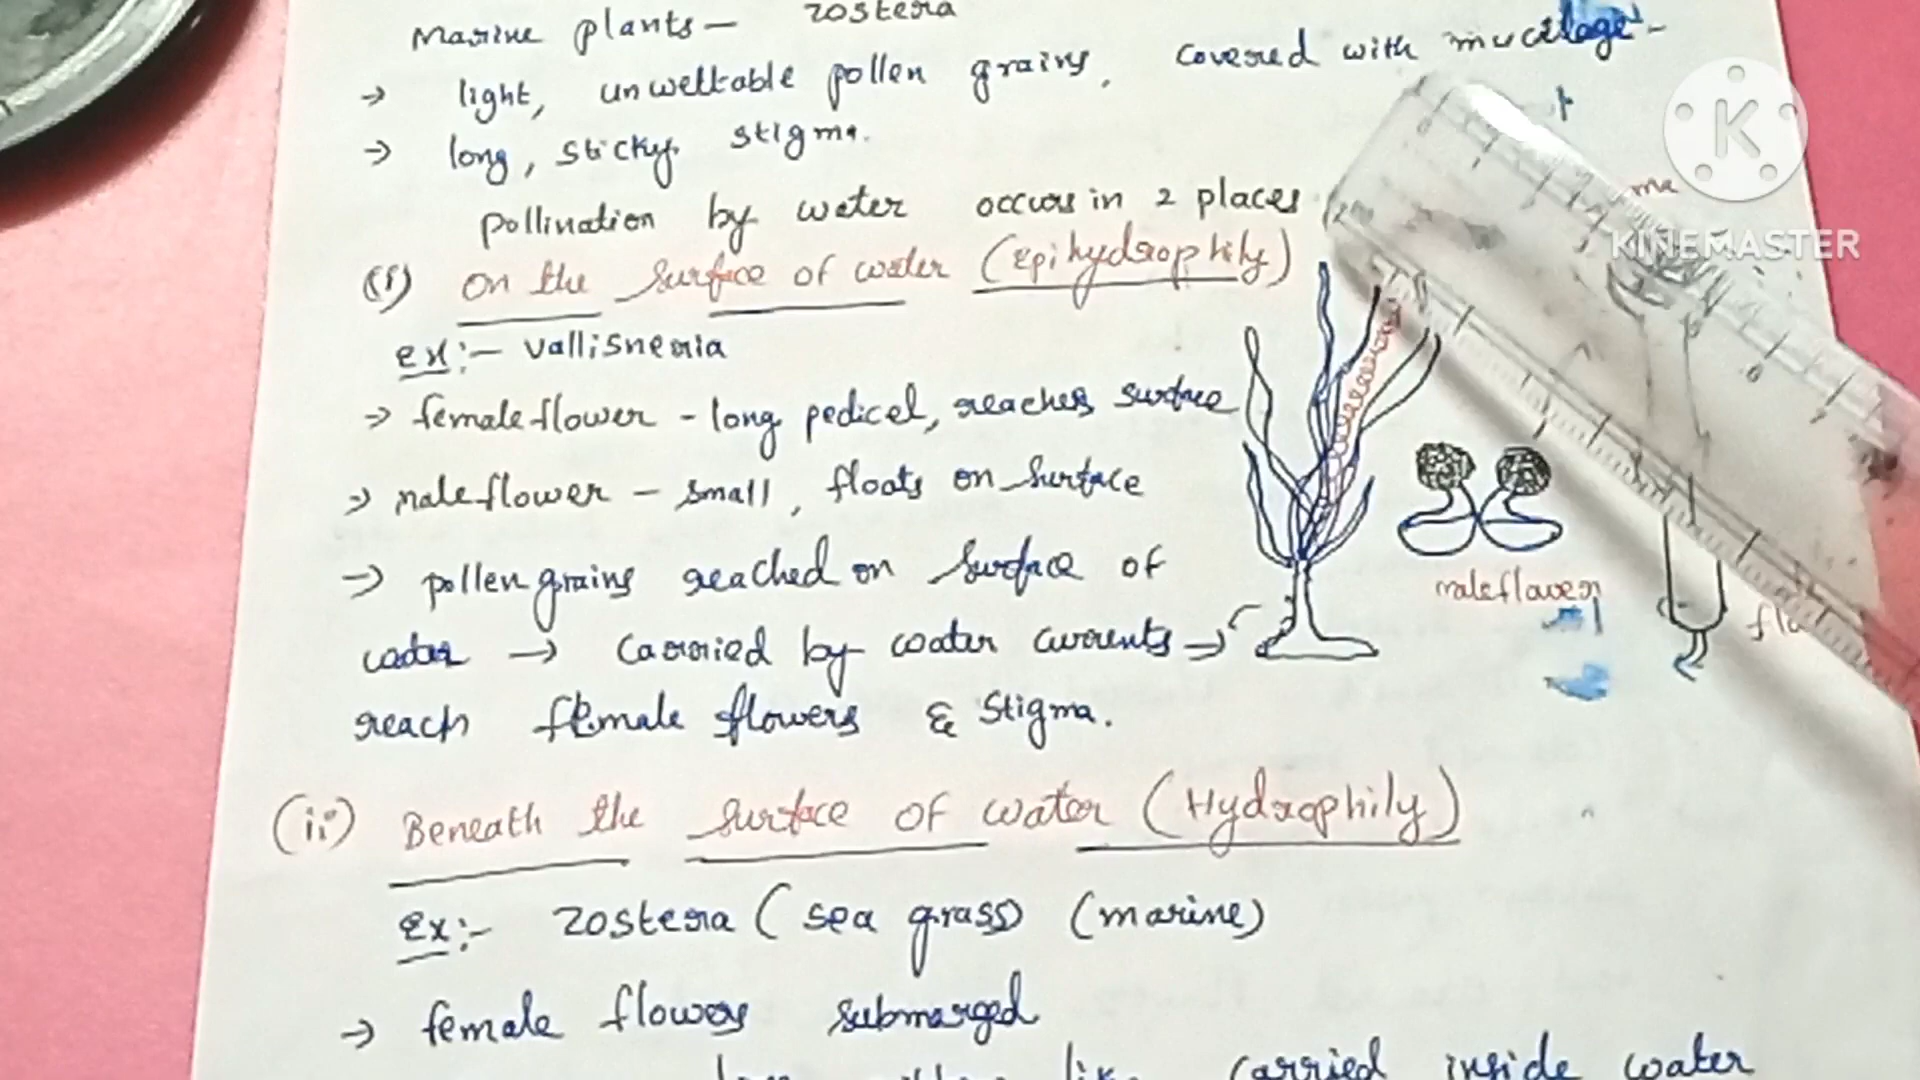 Marine plants - zostera
→ light, unwettable pollen grains, covered with mucilage -
→ long, sticky stigma.
pollination by water occurs in 2 places
(i) on the surface of water (Epihydrophily)
ex:- vallisneria
→ female flower - long pedicel, reaches surface
→ male flower - small, floats on surface
→ pollen grains reached on surface of
water → carried by water currents →
reach female flowers & stigma.
male flower
(ii) Beneath the surface of water (Hydrophily)
ex:- zostera (sea grass) (marine)
→ female flowers submarged
carried inside water
K
KINEMASTER